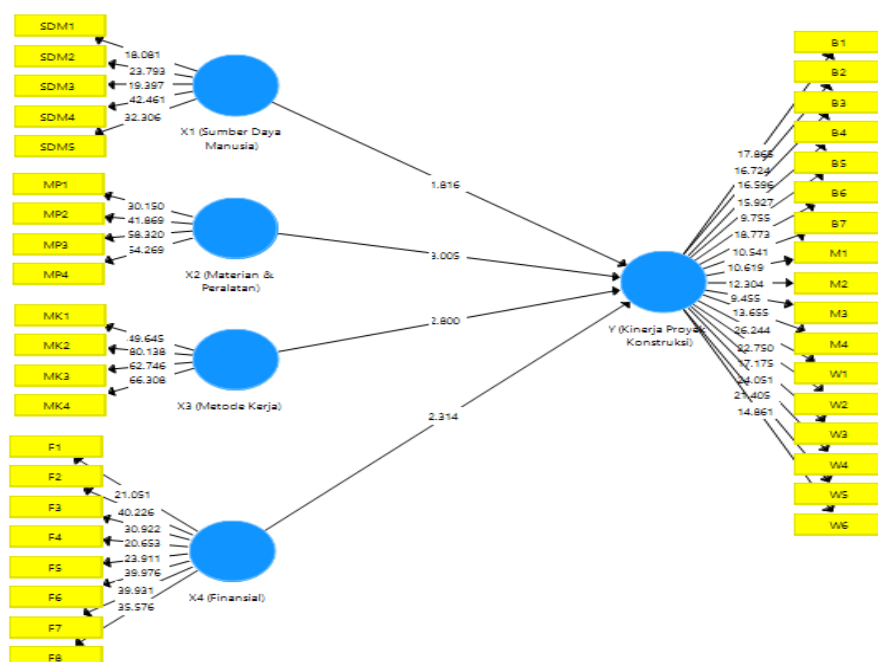 SDM1
SDM2
SDM3
SDM4
SDM5
18.081
23.793
19.397
42.461
32.306
X1 (Sumber Daya
Manusia)
MP1
MP2
MP3
MP4
30.150
41.869
58.320
54.269
X2 (Materian &
Peralatan)
MK1
MK2
MK3
MK4
49.645
80.138
62.746
66.308
X3 (Metode Kerja)
F1
F2
F3
F4
F5
F6
F7
F8
21.051
40.226
30.922
20.653
23.911
39.976
39.931
35.576
X4 (Finansial)
1.816
3.005
2.800
2.314
Y (Kinerja Proyek
Konstruksi)
17.865
16.724
16.596
15.927
9.755
18.773
10.541
10.619
12.304
9.455
13.655
26.244
22.750
17.175
24.051
21.405
14.861
B1
B2
B3
B4
B5
B6
B7
M1
M2
M3
M4
W1
W2
W3
W4
W5
W6